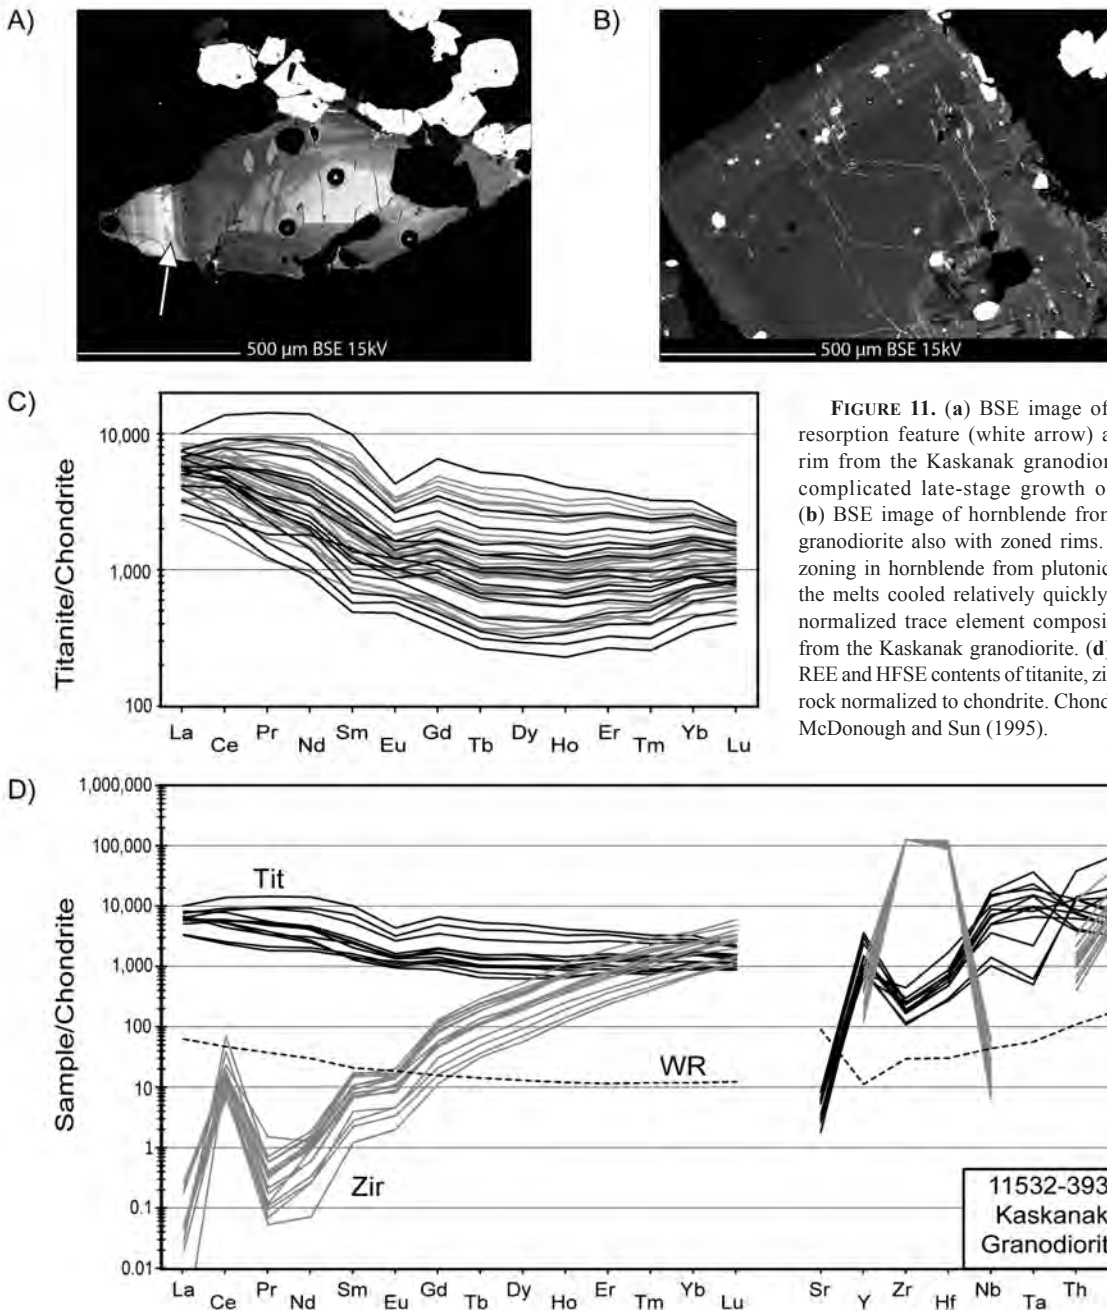 A)
B)
500 µm BSE 15kV
500 µm BSE 15kV
C)
Titanite/Chondrite
10,000
1,000
100
La Ce Pr Nd Sm Eu Gd Tb Dy Ho Er Tm Yb Lu
FIGURE 11. (a) BSE image of
resorption feature (white arrow) a
rim from the Kaskanak granodior
complicated late-stage growth o
(b) BSE image of hornblende from
granodiorite also with zoned rims.
zoning in hornblende from plutonic
the melts cooled relatively quickly
normalized trace element composi
from the Kaskanak granodiorite. (d)
REE and HFSE contents of titanite, zi
rock normalized to chondrite. Chond
McDonough and Sun (1995).
D)
Sample/Chondrite
1,000,000
100,000
10,000
1,000
100
10
1
0.1
0.01
Tit
WR
Zir
11532-393
Kaskanak
Granodiorit
La Ce Pr Nd Sm Eu Gd Tb Dy Ho Er Tm Yb Lu
Sr Y Zr Hf Nb Ta Th